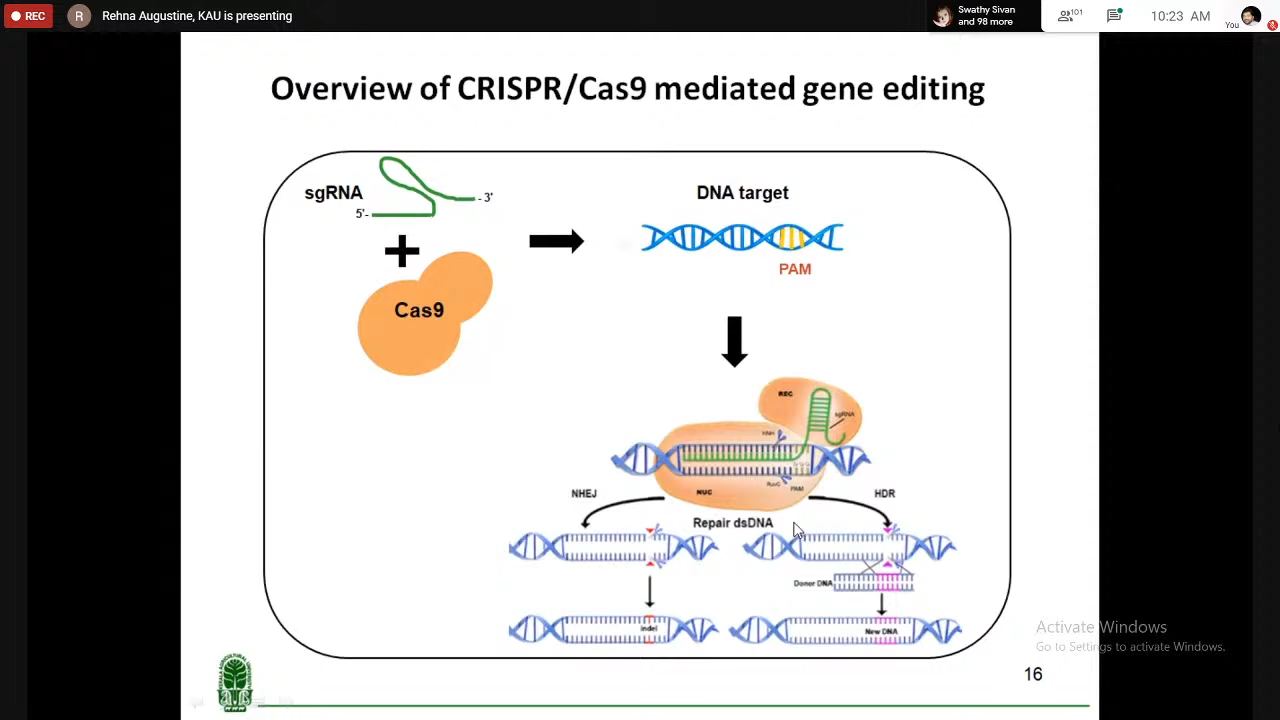 REC
R
Rehna Augustine, KAU is presenting
Swathy Sivan
and 98 more
101
10:23 AM
You
Overview of CRISPR/Cas9 mediated gene editing
sgRNA
5'-
- 3'
DNA target
PAM
Cas9
REC
sgRNA
HNH
RuvC
PAM
NUC
NHEJ
HDR
Repair dsDNA
Donor DNA
indel
New DNA
Activate Windows
Go to Settings to activate Windows.
16